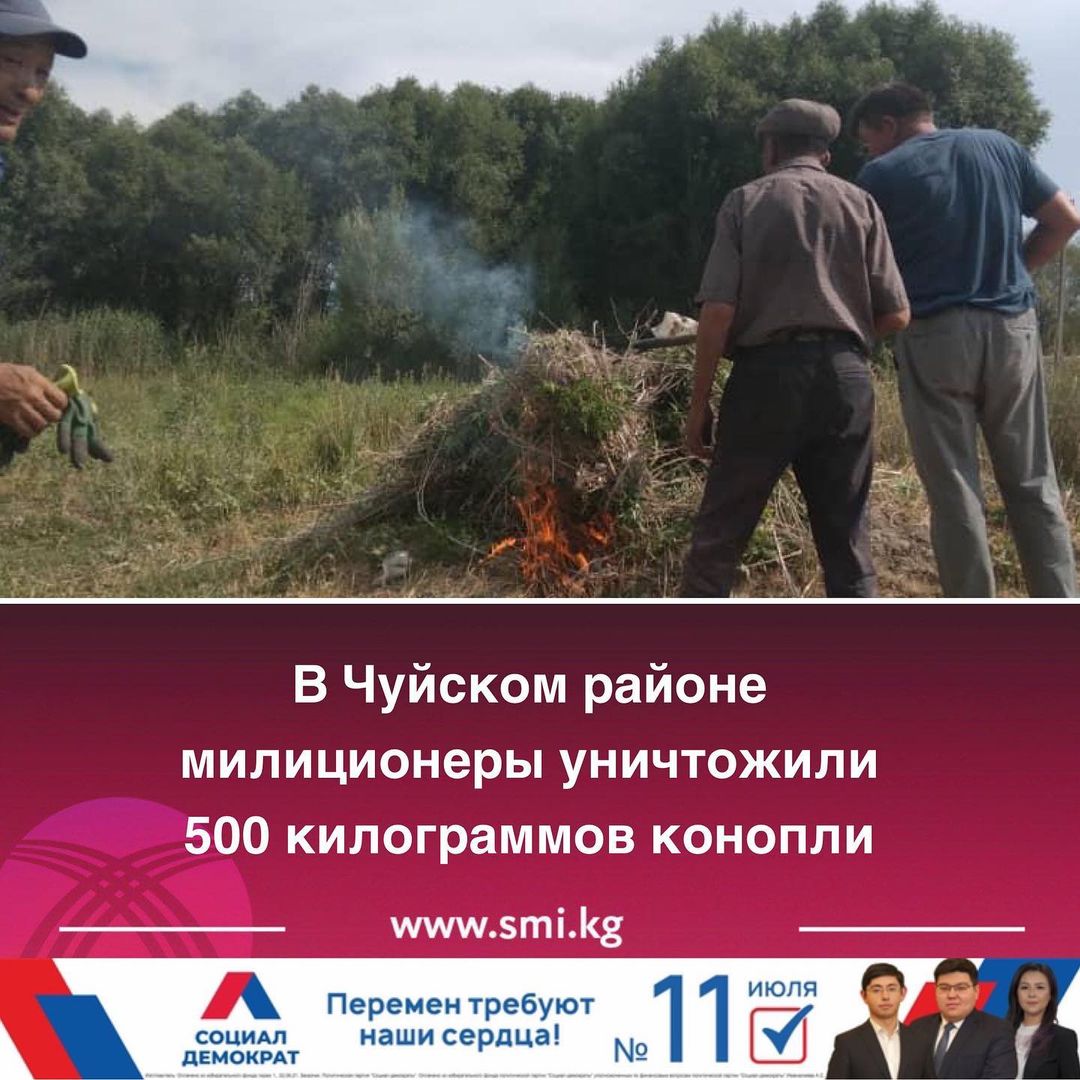 В Чуйском районе
милиционеры уничтожили
500 килограммов конопли
www.smi.kg
СОЦИАЛ
ДЕМОКРАТ
Перемен требуют
наши сердца!
№ 11
ИЮЛЯ